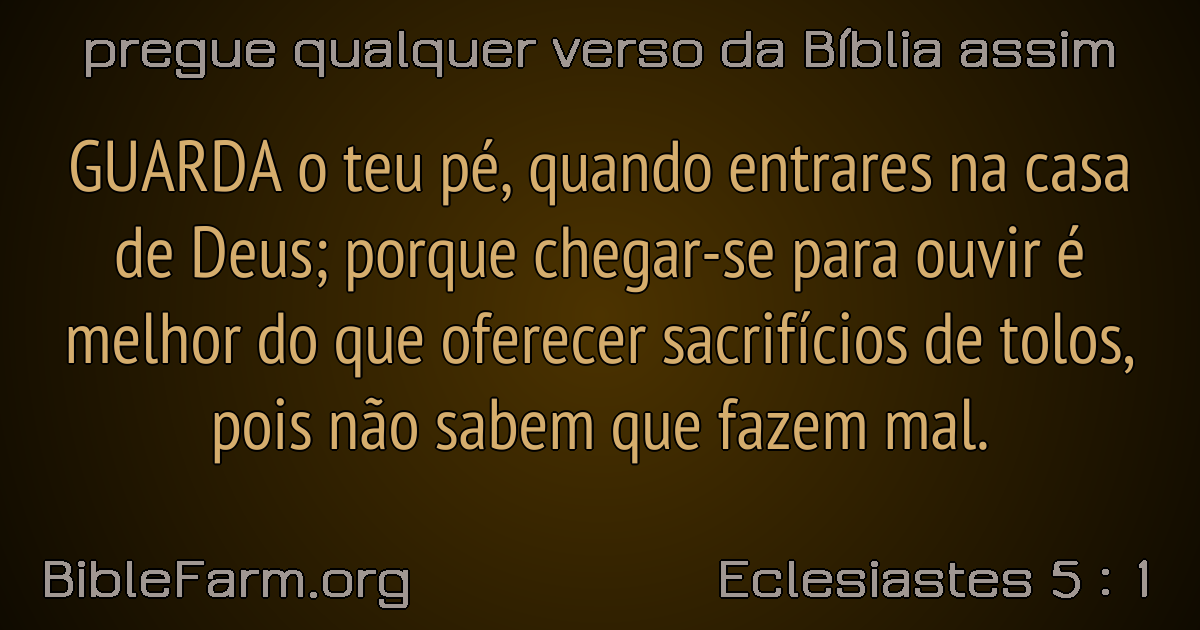 pregue qualquer verso da Bíblia assim
GUARDA o teu pé, quando entrares na casa
de Deus; porque chegar-se para ouvir é
melhor do que oferecer sacrifícios de tolos,
pois não sabem que fazem mal.
BibleFarm.org
Eclesiastes 5 : 1